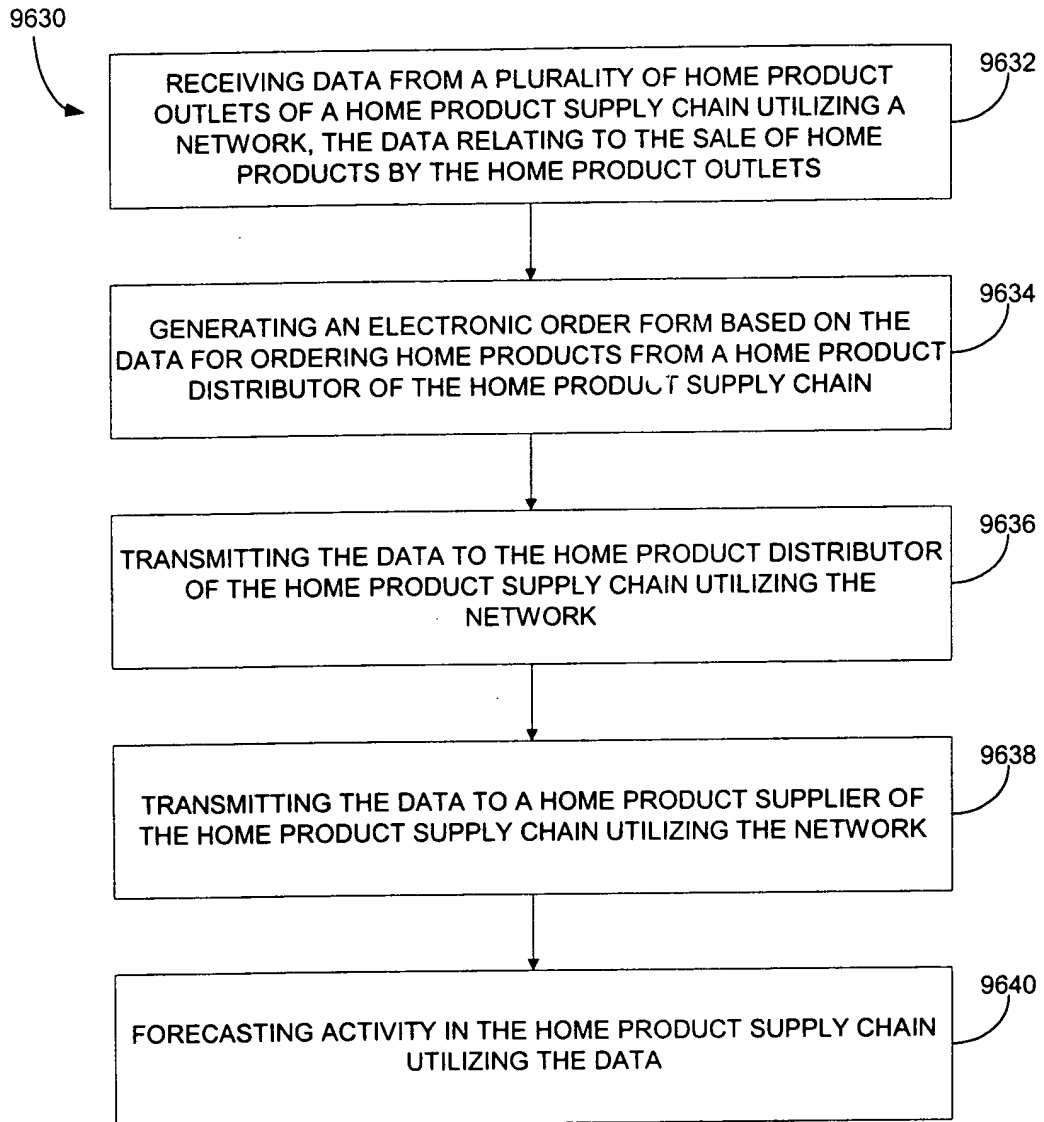 9630
RECEIVING DATA FROM A PLURALITY OF HOME PRODUCT
OUTLETS OF A HOME PRODUCT SUPPLY CHAIN UTILIZING A
NETWORK, THE DATA RELATING TO THE SALE OF HOME
PRODUCTS BY THE HOME PRODUCT OUTLETS
9632
GENERATING AN ELECTRONIC ORDER FORM BASED ON THE
DATA FOR ORDERING HOME PRODUCTS FROM A HOME PRODUCT
DISTRIBUTOR OF THE HOME PRODUCT SUPPLY CHAIN
9634
TRANSMITTING THE DATA TO THE HOME PRODUCT DISTRIBUTOR
OF THE HOME PRODUCT SUPPLY CHAIN UTILIZING THE
NETWORK
9636
TRANSMITTING THE DATA TO A HOME PRODUCT SUPPLIER OF
THE HOME PRODUCT SUPPLY CHAIN UTILIZING THE NETWORK
9638
FORECASTING ACTIVITY IN THE HOME PRODUCT SUPPLY CHAIN
UTILIZING THE DATA
9640